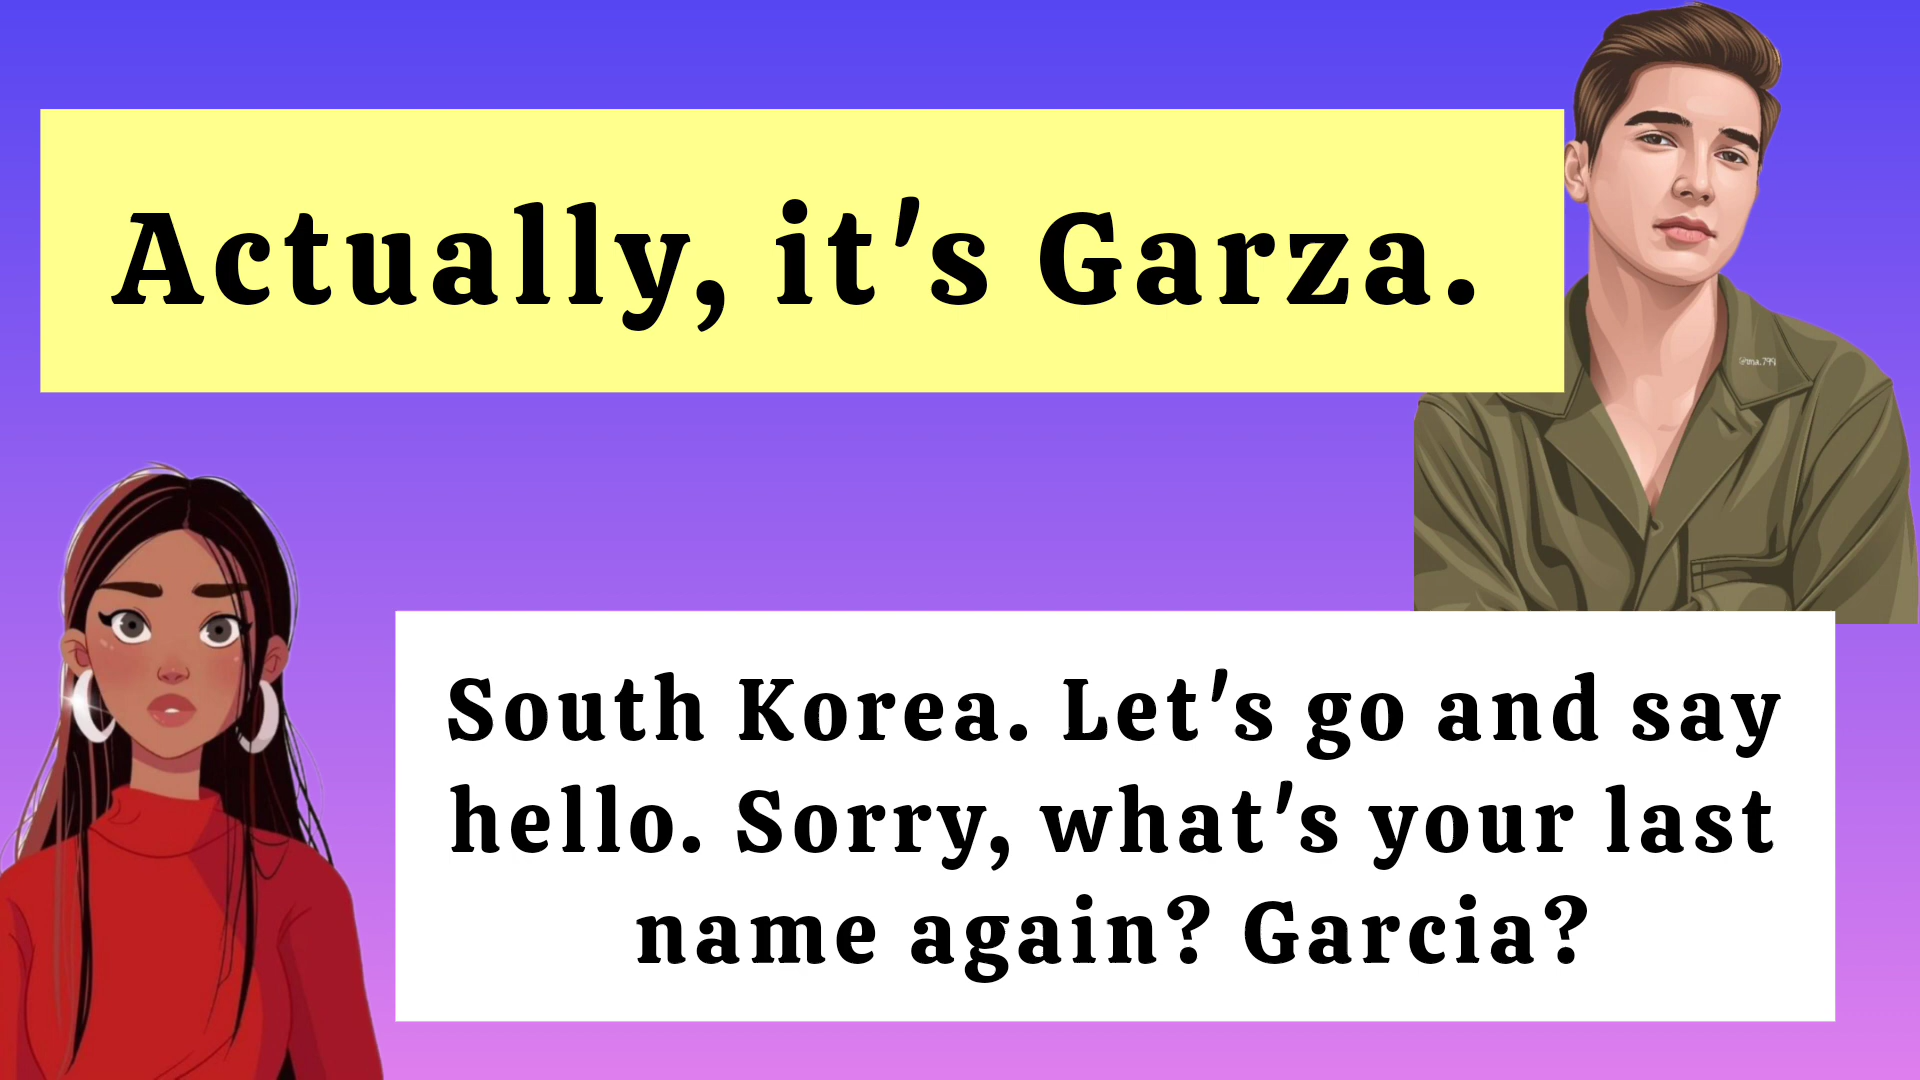 Actually, it's Garza.
South Korea. Let's go and say
hello. Sorry, what's your last
name again? Garcia?